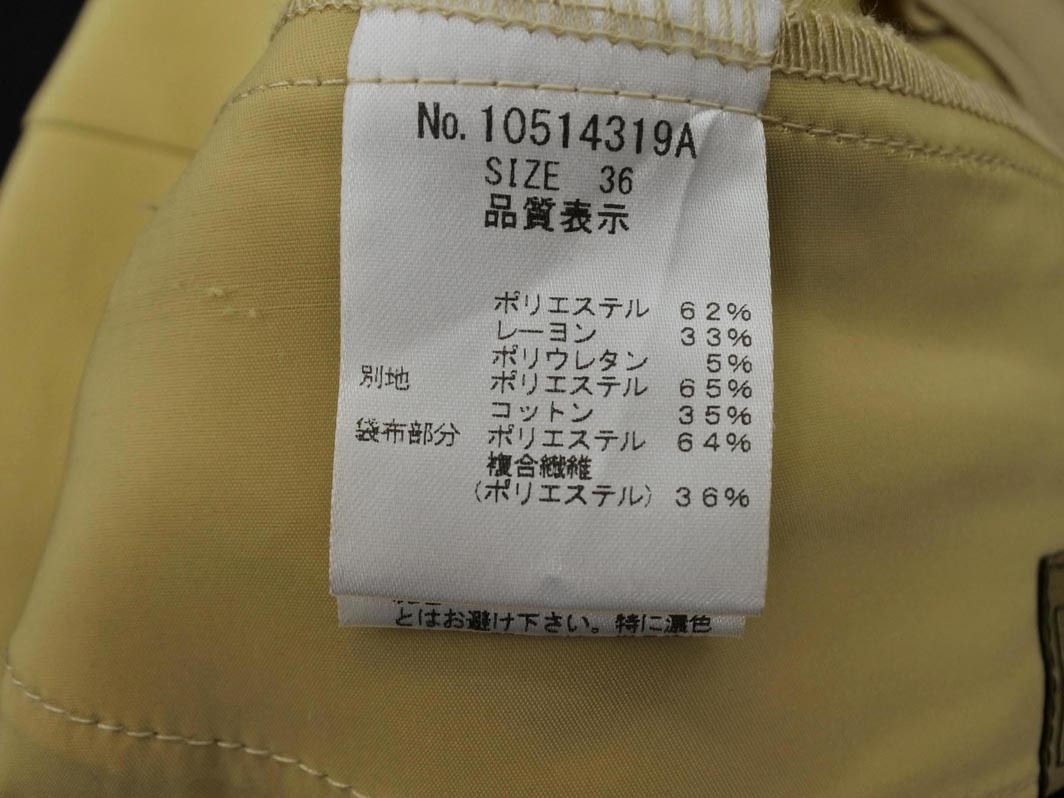 No. 10514319A
SIZE 36
品質表示
ポリエステル 62%
レーヨン 33%
ポリウレタン 5%
別地 ポリエステル 65%
コットン 35%
袋布部分 ポリエステル 64%
複合繊維
(ポリエステル) 36%
とはお避け下さい。特に濃色